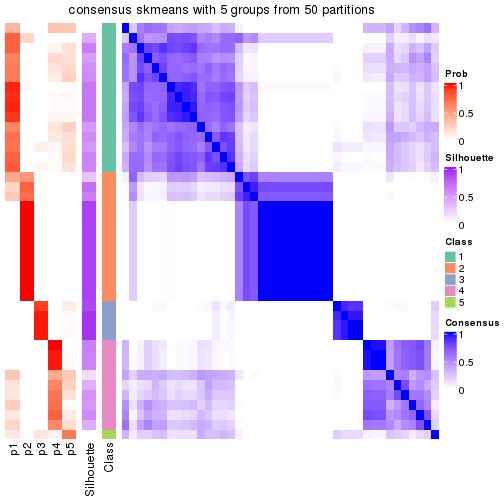 consensus skmeans with 5 groups from 50 partitions
Prob
1
0.5
0
Silhouette
1
0.5
0
Class
1
2
3
4
5
Consensus
1
0.5
0
p1
p2
p3
p4
p5
Silhouette
Class